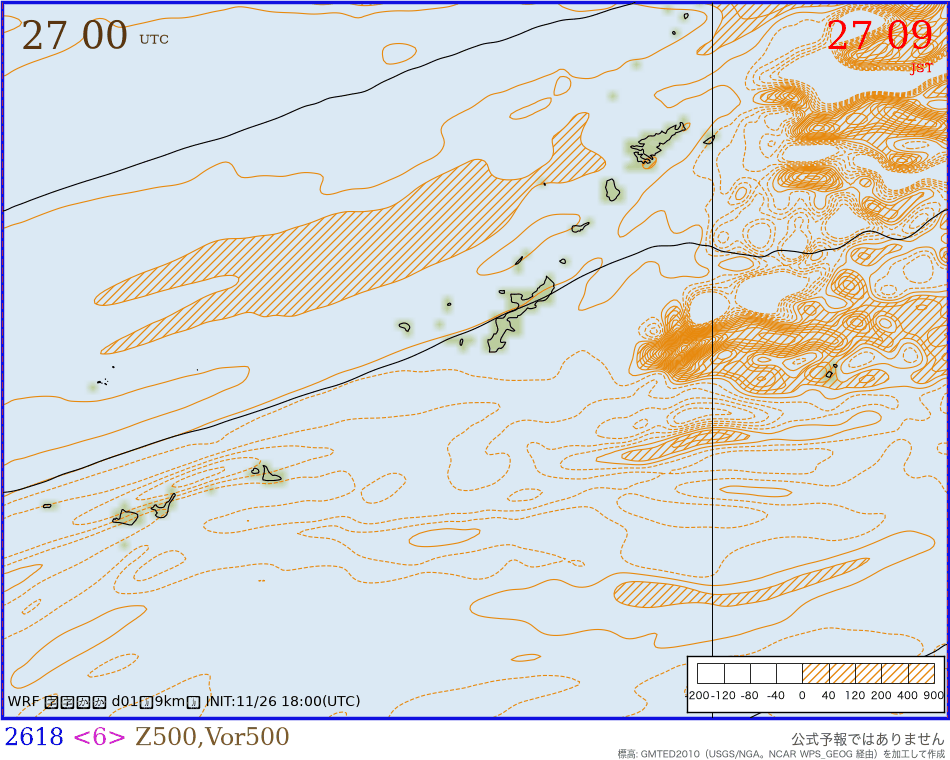 27 00 UTC
27 09
JST
-200 -120 -80 -40 0 40 120 200 400 900
WRF d01 9km INIT:11/26 18:00(UTC)
2618 <6> Z500,Vor500
公式予報ではありません
標高: GMTED2010（USGS/NGA。NCAR WPS_GEOG 経由）を加工して作成